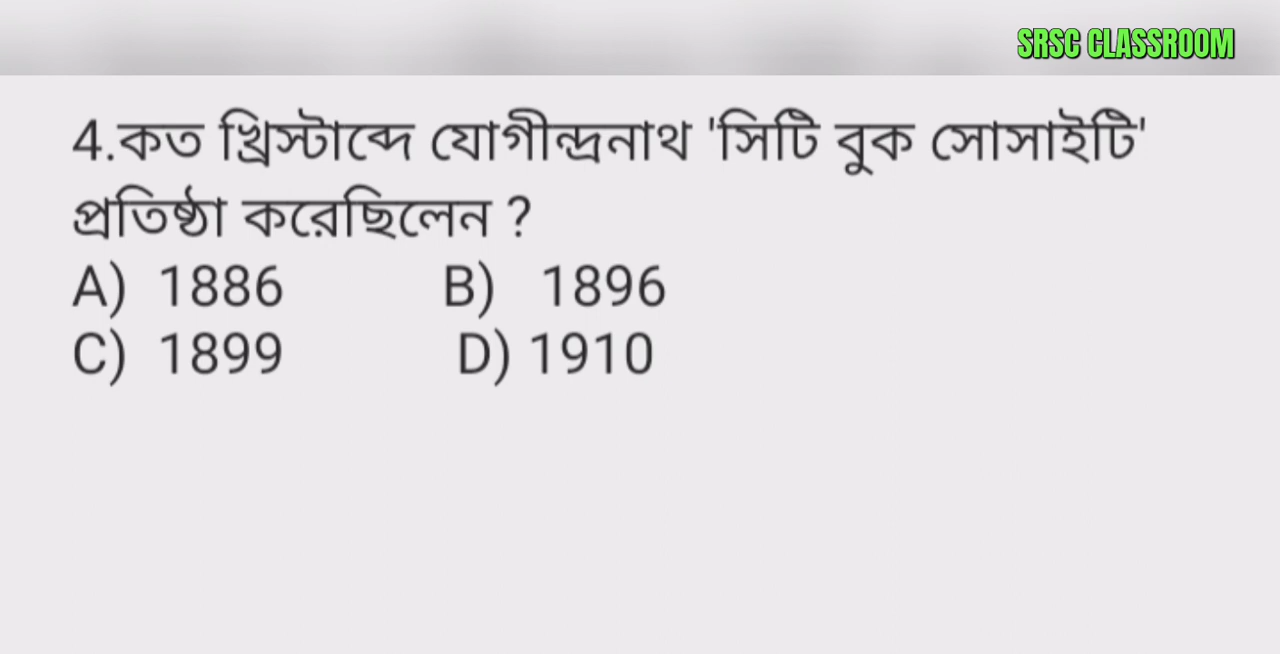 SRSC CLASSROOM
4.কত খ্রিস্টাব্দে যোগীন্দ্রনাথ 'সিটি বুক সোসাইটি'
প্রতিষ্ঠা করেছিলেন ?
A) 1886 B) 1896
C) 1899 D) 1910